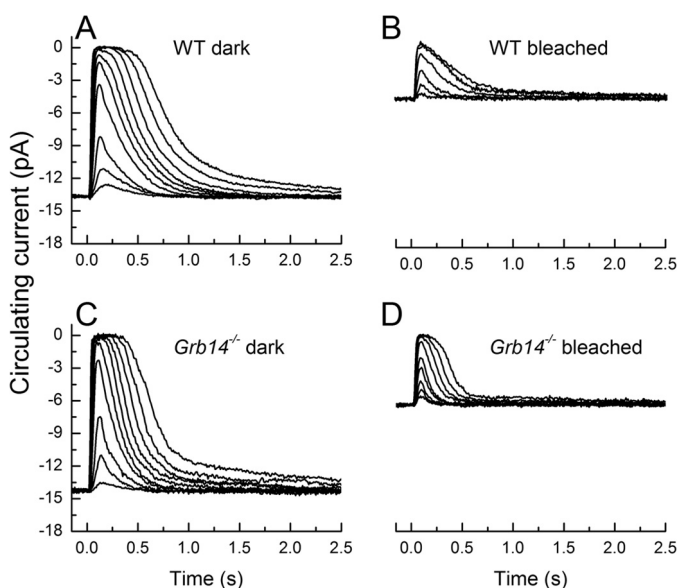 A
WT dark
0
-3
-6
-9
-12
-15
-18
0.0 0.5 1.0 1.5 2.0 2.5
B
WT bleached
0.0 0.5 1.0 1.5 2.0 2.5
Circulating current (pA)
C
Grb14-/- dark
0
-3
-6
-9
-12
-15
-18
0.0 0.5 1.0 1.5 2.0 2.5
Time (s)
D
Grb14-/- bleached
0.0 0.5 1.0 1.5 2.0 2.5
Time (s)